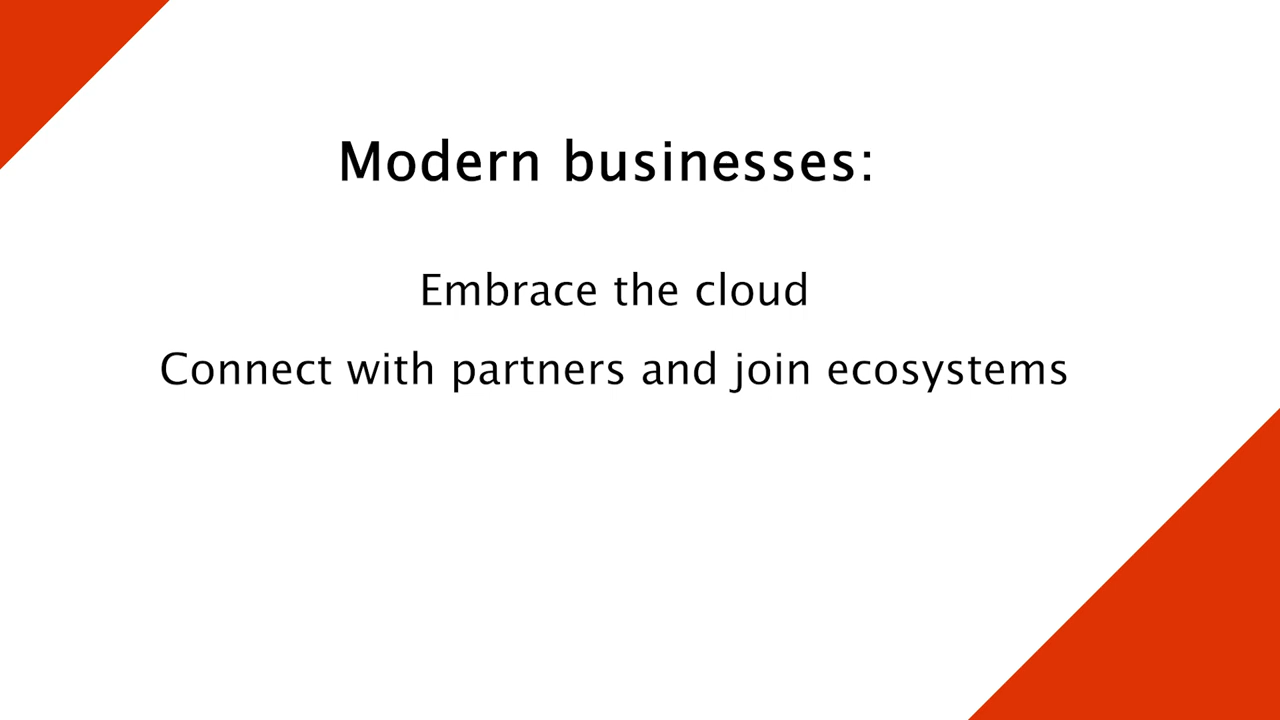 Modern businesses:
Embrace the cloud
Connect with partners and join ecosystems